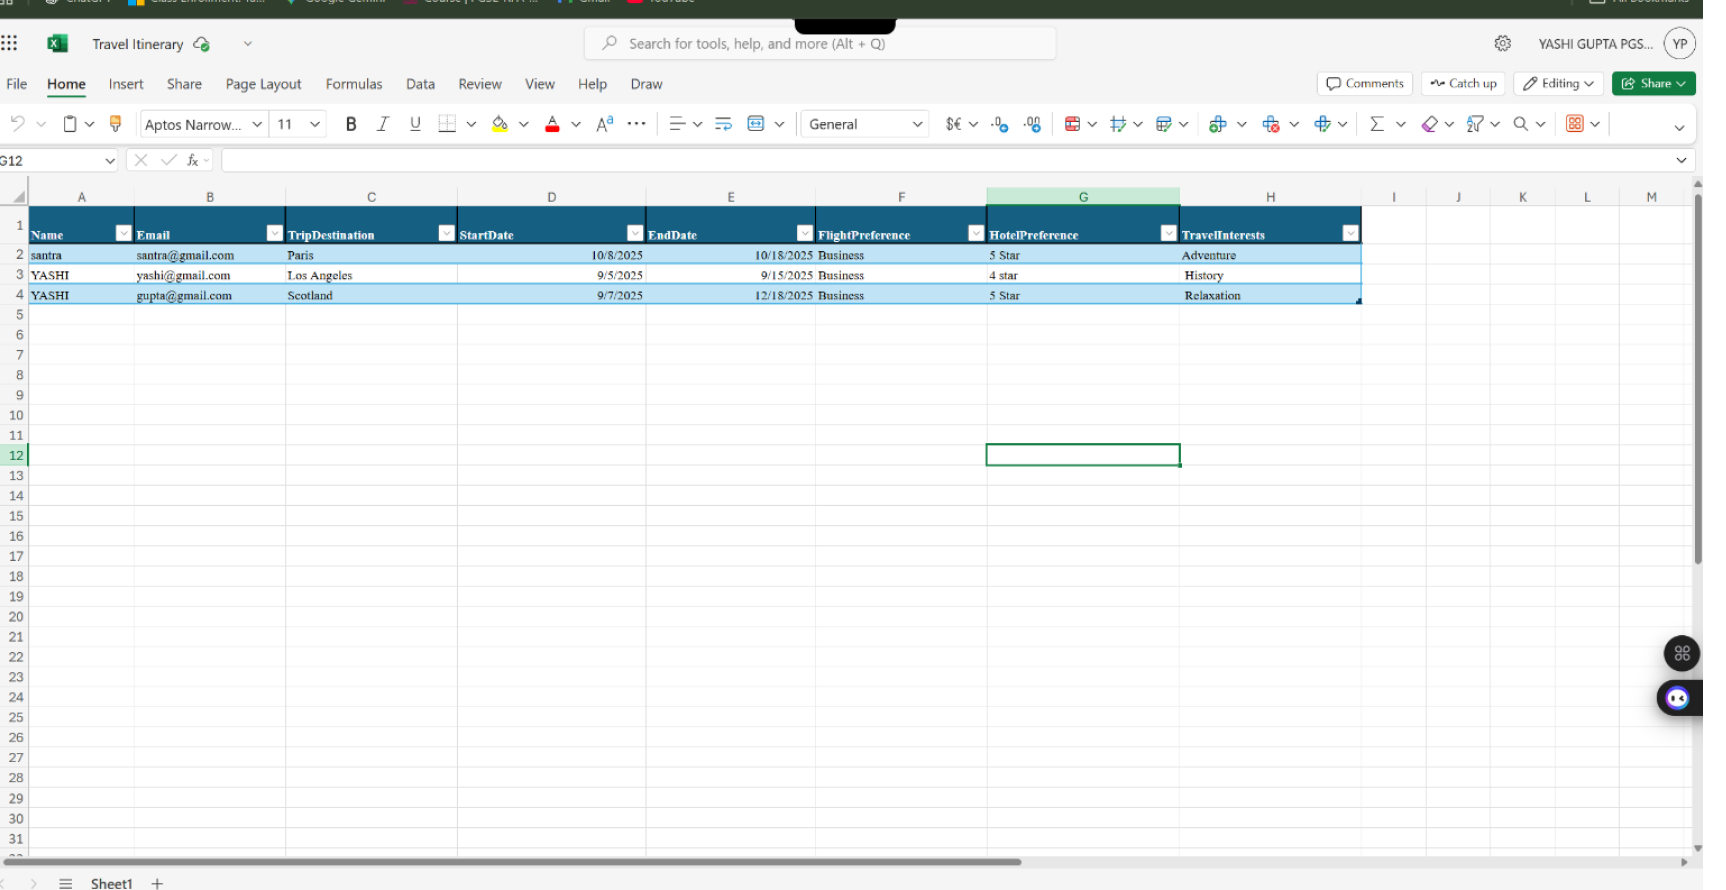 Travel Itinerary
Search for tools, help, and more (Alt + Q)
YASHI GUPTA PGS... YP
File Home Insert Share Page Layout Formulas Data Review View Help Draw
Comments Catch up Editing Share
Aptos Narrow... 11 B I U General $€
G12 fx
A B C D E F G H I J K L M
1 Name Email TripDestination StartDate EndDate FlightPreference HotelPreference TravelInterests
2 santra santra@gmail.com Paris 10/8/2025 10/18/2025 Business 5 Star Adventure
3 YASHI yashi@gmail.com Los Angeles 9/5/2025 9/15/2025 Business 4 star History
4 YASHI gupta@gmail.com Scotland 9/7/2025 12/18/2025 Business 5 Star Relaxation
5
6
7
8
9
10
11
12
13
14
15
16
17
18
19
20
21
22
23
24
25
26
27
28
29
30
31
Sheet1